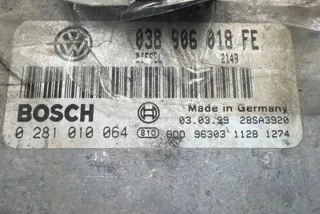 038 906 018 FE
DIESEL 2149
BOSCH
Made in Germany
03.03.99 28SA3920
0 281 010 064 810 BOO 96303 1128 1274